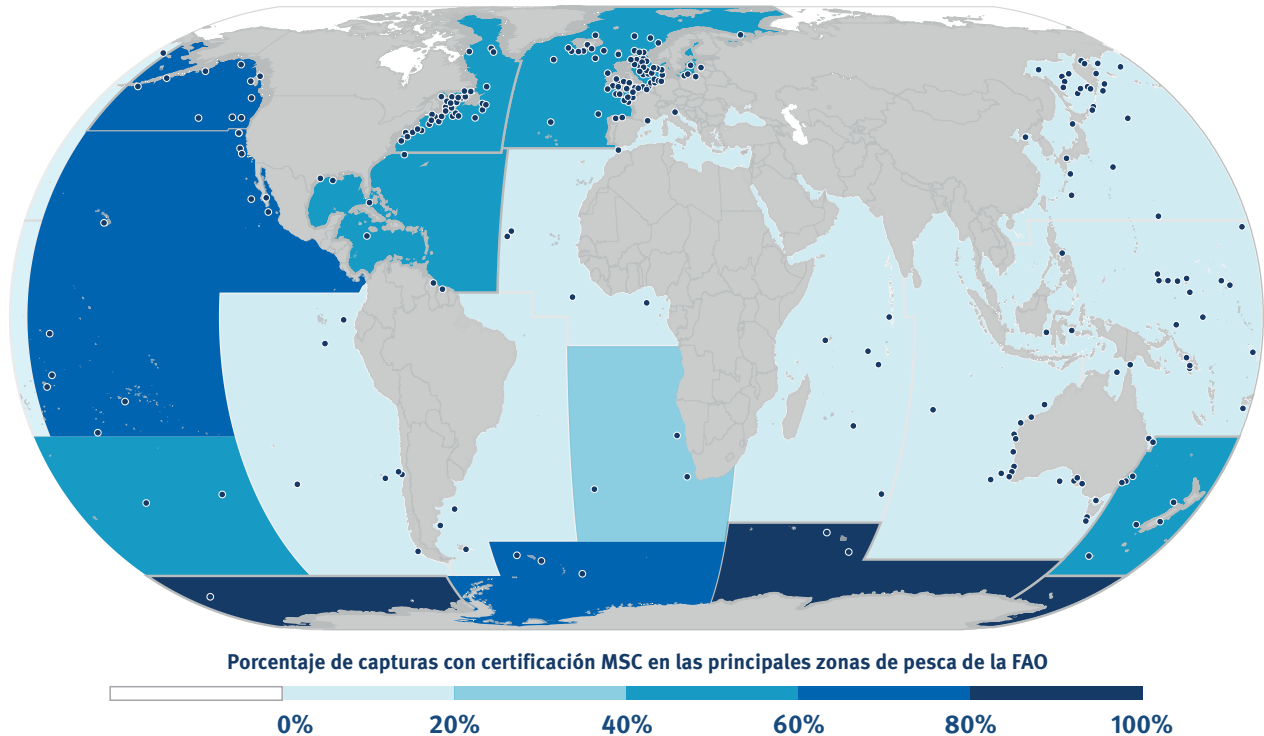 Porcentaje de capturas con certificación MSC en las principales zonas de pesca de la FAO
0% 20% 40% 60% 80% 100%